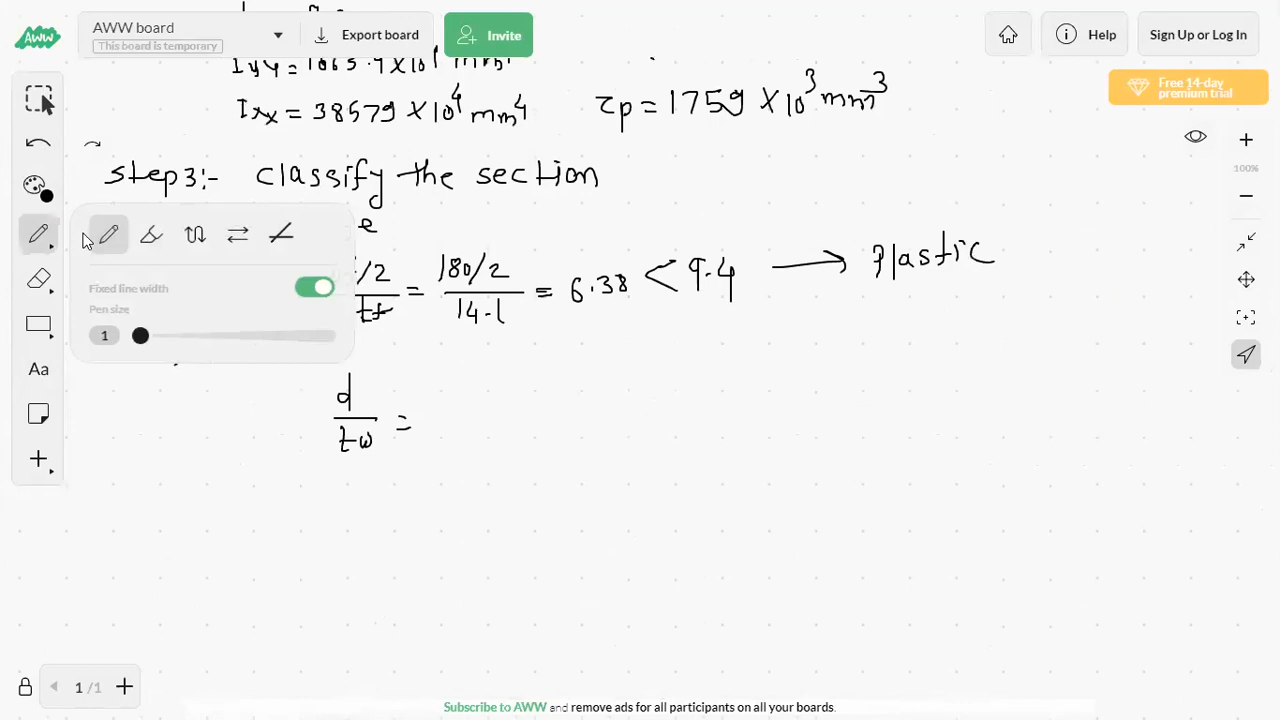 AWW
AWW board
This board is temporary
Export board
Invite
Help
Sign Up or Log In
Free 14-day
premium trial
Ixx = 38579 × 10⁴ mm⁴
Zp = 1759 × 10³ mm³
step3:- classify the section
e
/2 / tf = 180/2 / 14.1 = 6.38 < 9.4 → Plastic
d / tw =
Fixed line width
Pen size
1
Aa
100%
1 /1
Subscribe to AWW and remove ads for all participants on all your boards.